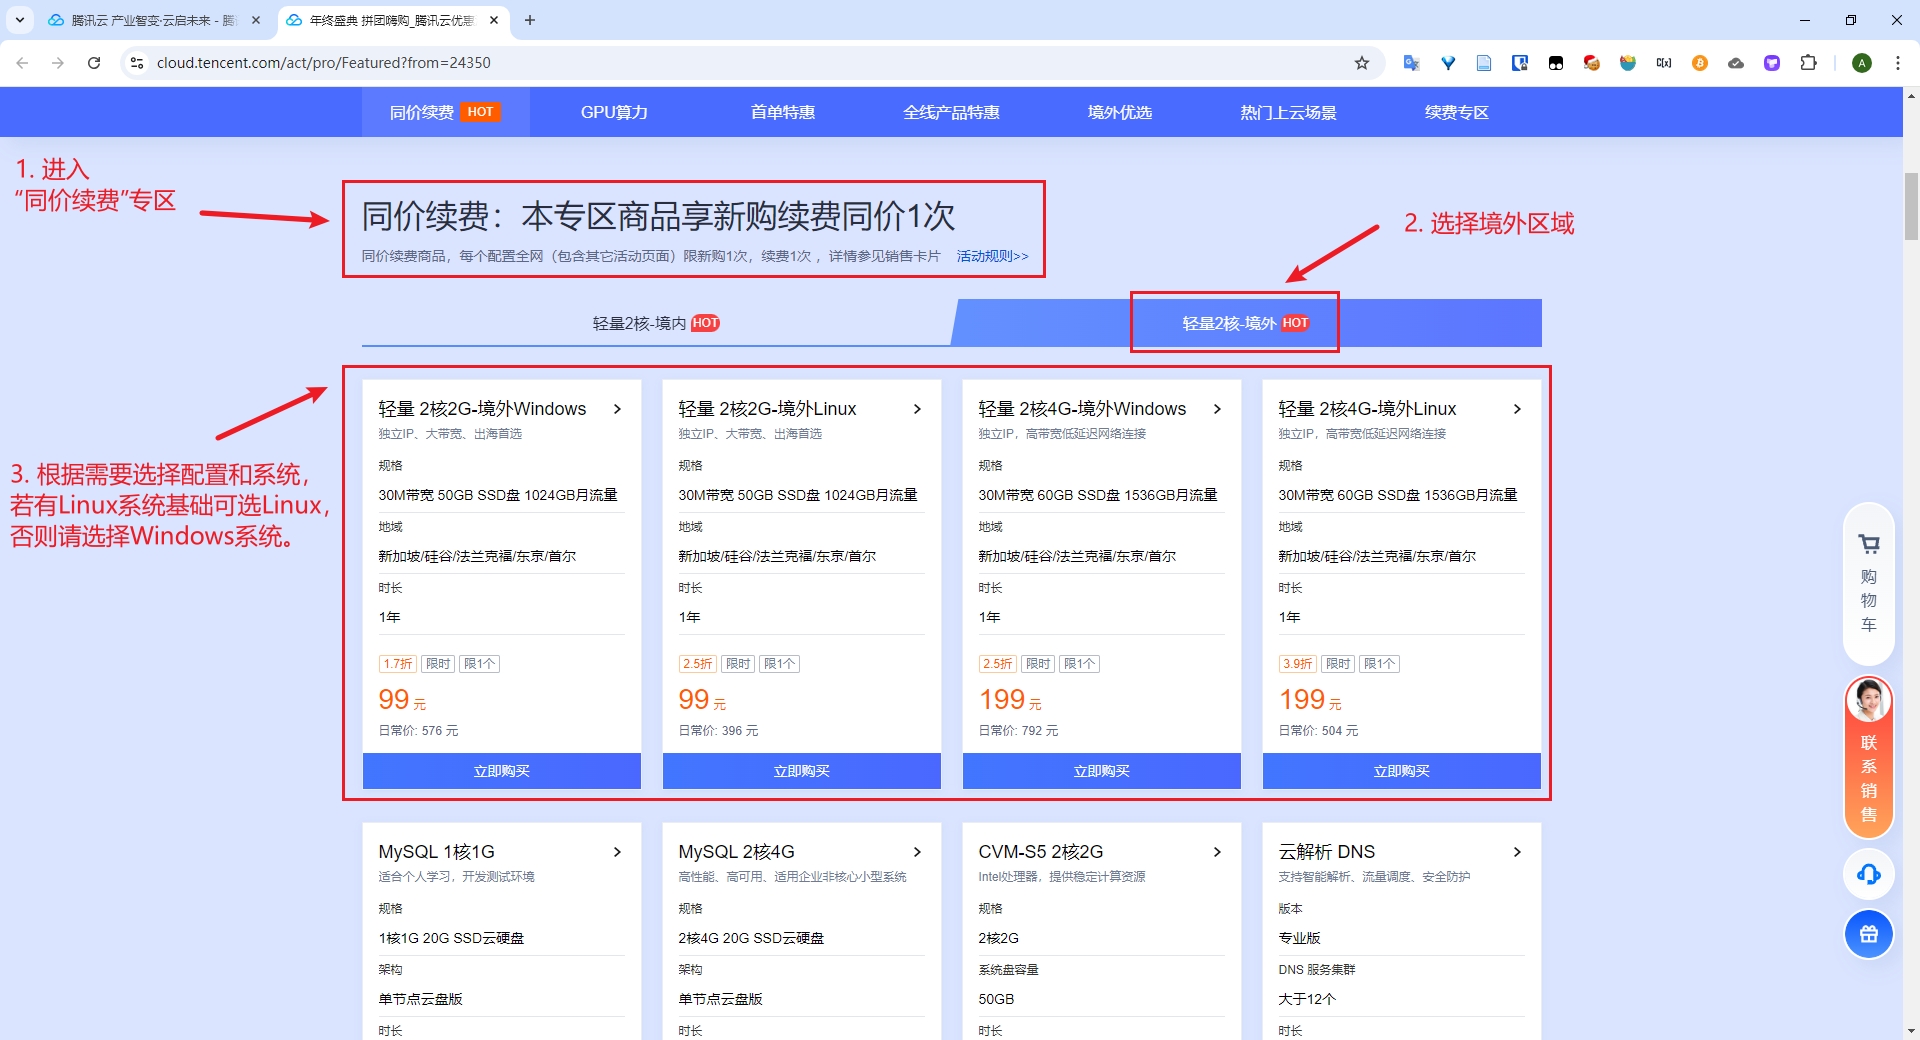 腾讯云 产业智变·云启未来 - 腾
年终盛典 拼团嗨购_腾讯云优惠
cloud.tencent.com/act/pro/Featured?from=24350
A
同价续费 HOT
GPU算力
首单特惠
全线产品特惠
境外优选
热门上云场景
续费专区
1. 进入
“同价续费”专区
同价续费：本专区商品享新购续费同价1次
同价续费商品，每个配置全网（包含其它活动页面）限新购1次，续费1次 ，详情参见销售卡片 活动规则>>
2. 选择境外区域
轻量2核-境内 HOT
轻量2核-境外 HOT
3. 根据需要选择配置和系统，
若有Linux系统基础可选Linux，
否则请选择Windows系统。
轻量 2核2G-境外Windows
独立IP、大带宽、出海首选
规格
30M带宽 50GB SSD盘 1024GB月流量
地域
新加坡/硅谷/法兰克福/东京/首尔
时长
1年
1.7折 限时 限1个
99 元
日常价: 576 元
立即购买
轻量 2核2G-境外Linux
独立IP、大带宽、出海首选
规格
30M带宽 50GB SSD盘 1024GB月流量
地域
新加坡/硅谷/法兰克福/东京/首尔
时长
1年
2.5折 限时 限1个
99 元
日常价: 396 元
立即购买
轻量 2核4G-境外Windows
独立IP，高带宽低延迟网络连接
规格
30M带宽 60GB SSD盘 1536GB月流量
地域
新加坡/硅谷/法兰克福/东京/首尔
时长
1年
2.5折 限时 限1个
199 元
日常价: 792 元
立即购买
轻量 2核4G-境外Linux
独立IP，高带宽低延迟网络连接
规格
30M带宽 60GB SSD盘 1536GB月流量
地域
新加坡/硅谷/法兰克福/东京/首尔
时长
1年
3.9折 限时 限1个
199 元
日常价: 504 元
立即购买
MySQL 1核1G
适合个人学习，开发测试环境
规格
1核1G 20G SSD云硬盘
架构
单节点云盘版
时长
MySQL 2核4G
高性能、高可用、适用企业非核心小型系统
规格
2核4G 20G SSD云硬盘
架构
单节点云盘版
时长
CVM-S5 2核2G
Intel处理器，提供稳定计算资源
规格
2核2G
系统盘容量
50GB
时长
云解析 DNS
支持智能解析、流量调度、安全防护
版本
专业版
DNS 服务集群
大于12个
时长
购
物
车
联
系
销
售